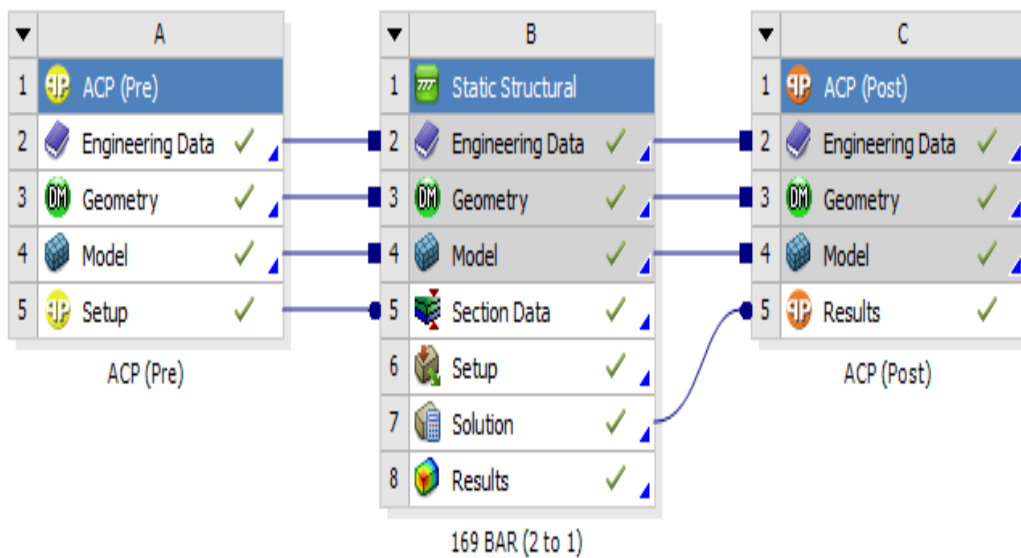 A
1 ACP (Pre)
2 Engineering Data
3 Geometry
4 Model
5 Setup
ACP (Pre)
B
1 Static Structural
2 Engineering Data
3 Geometry
4 Model
5 Section Data
6 Setup
7 Solution
8 Results
169 BAR (2 to 1)
C
1 ACP (Post)
2 Engineering Data
3 Geometry
4 Model
5 Results
ACP (Post)